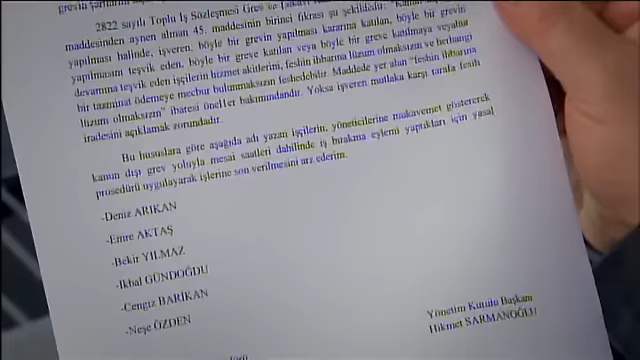 grevin şartlarını
2822 sayılı Toplu İş Sözleşmesi Grev ve Lokavt
maddesinden aynen alınan 45. maddesinin birinci fıkrası şu şekildedir: "Kanun
yapılması halinde, işveren, böyle bir grevin yapılması kararına katılan, böyle bir grevin
yapılmasını teşvik eden, böyle bir greve katılan veya böyle bir greve katılmaya veyahut
devamına teşvik eden işçilerin hizmet akitlerini, feshin ihbarına lüzum olmaksızın ve herhangi
bir tazminat ödemeye mecbur bulunmaksızın feshedebilir. Maddede yer alan "feshin ihbarına
lüzum olmaksızın" ibaresi öneller bakımındandır. Yoksa işveren mutlaka karşı tarafa fesih
iradesini açıklamak zorundadır.
Bu hususlara göre aşağıda adı yazan işçilerin, yöneticilerine mukavemet göstererek
kanun dışı grev yoluyla mesai saatleri dahilinde iş bırakma eylemi yaptıkları için yasal
prosedürü uygulayarak işlerine son verilmesini arz ederim.
-Deniz ARIKAN
-Emre AKTAŞ
-Bekir YILMAZ
-İkbal GÜNDOĞDU
-Cengiz BARIKAN
-Neşe ÖZDEN
Yönetim Kurulu Başkanı
Hikmet SARMANOĞLU